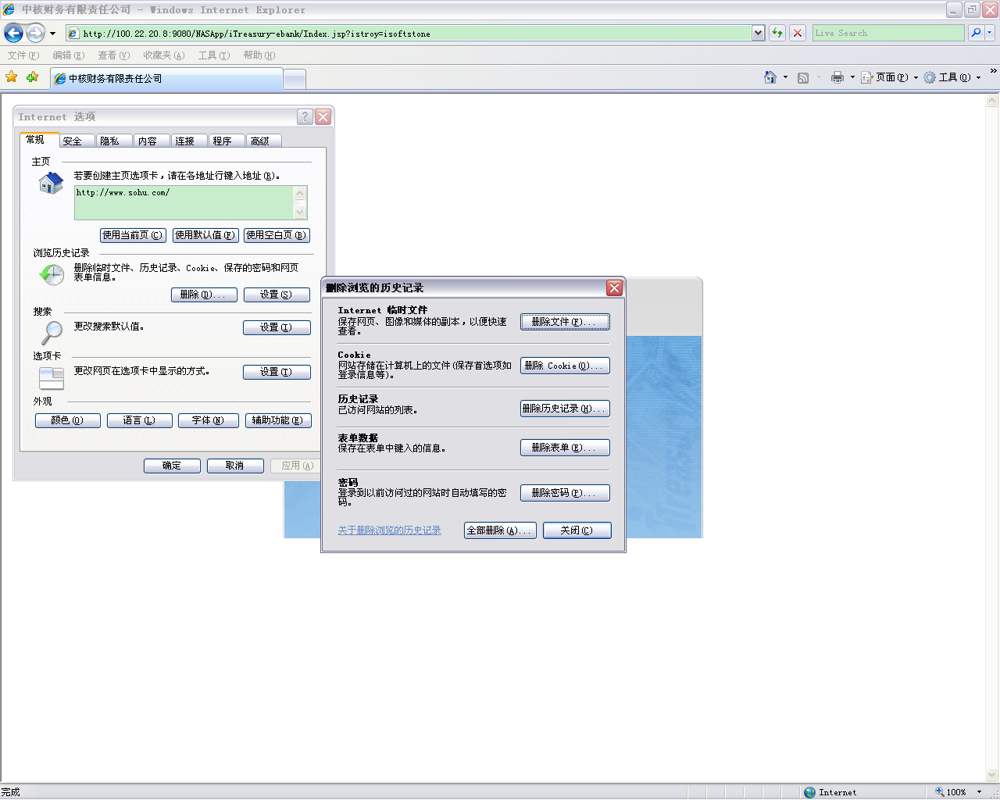 中核财务有限责任公司 - Windows Internet Explorer
http://100.22.20.8:9080/NASApp/iTreasury-ebank/Index.jsp?istroy=isoftstone
Live Search
文件(F) 编辑(E) 查看(V) 收藏夹(A) 工具(T) 帮助(H)
中核财务有限责任公司
页面(P) 工具(O) »
Internet 选项
常规 安全 隐私 内容 连接 程序 高级
主页
若要创建主页选项卡，请在各地址行键入地址(R)。
http://www.sohu.com/
使用当前页(C) 使用默认值(F) 使用空白页(B)
浏览历史记录
删除临时文件、历史记录、Cookie、保存的密码和网页
表单信息。
删除(D)... 设置(S)
搜索
更改搜索默认值。
设置(I)
选项卡
更改网页在选项卡中显示的方式。
设置(T)
外观
颜色(O) 语言(L) 字体(N) 辅助功能(E)
确定 取消 应用(A)
删除浏览的历史记录
Internet 临时文件
保存网页、图像和媒体的副本，以便快速
查看。
删除文件(F)...
Cookie
网站存储在计算机上的文件(保存首选项如
登录信息等)。
删除 Cookie(O)...
历史记录
已访问网站的列表。
删除历史记录(H)...
表单数据
保存在表单中键入的信息。
删除表单(E)...
密码
登录到以前访问过的网站时自动填写的密
码。
删除密码(P)...
关于删除浏览的历史记录
全部删除(A)... 关闭(C)
完成
Internet
100%